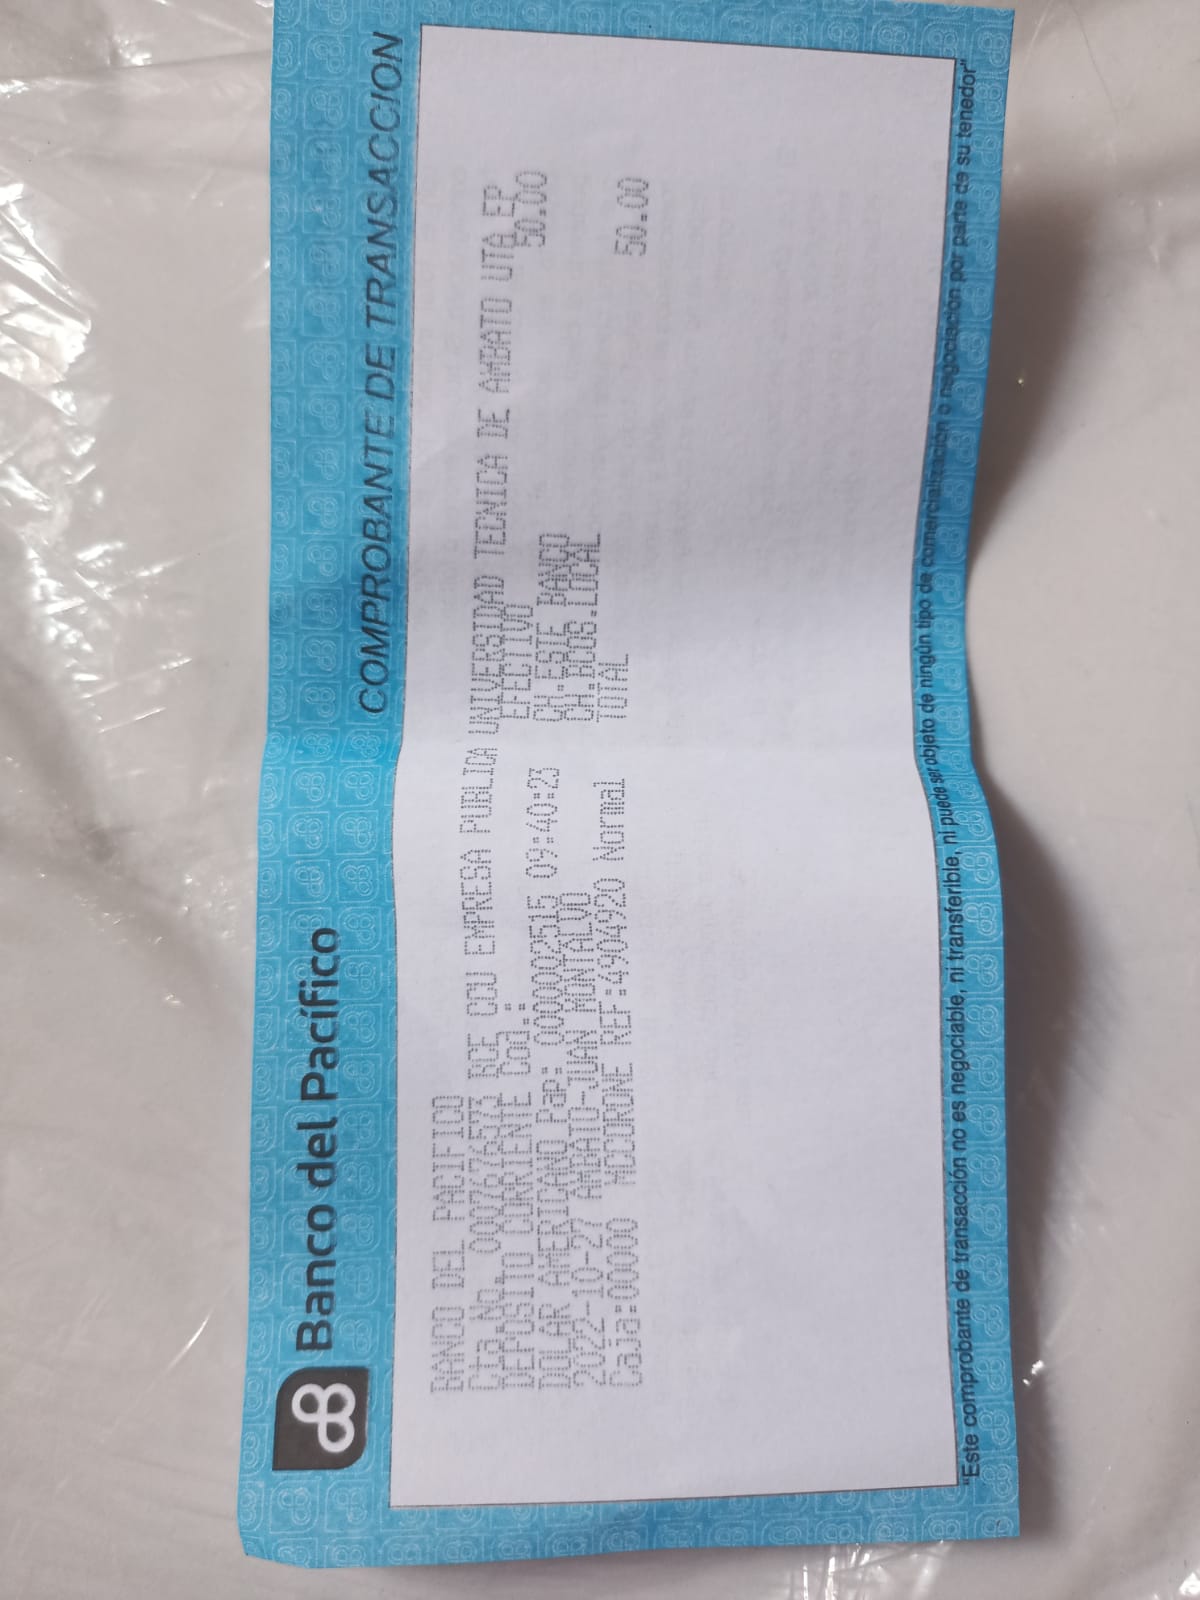 Banco del Pacífico
COMPROBANTE DE TRANSACCION
BANCO DEL PACIFICO
Cta.No. RCE CCU EMPRESA PUBLICA UNIVERSIDAD TECNICA DE AMBATO UTA EP
DEPOSITO CORRIENTE Cod.: EFECTIVO 50.00
DOLAR AMERICANO Pap: 000002515 09:40:23 CH.ESTE BANCO
2022-10-27 AMBATO-JUAN MONTALVO CH.BCOS.LOCAL
Caja:00000 MCCORONE REF:4904920 Normal TOTAL 50.00
"Este comprobante de transacción no es negociable, ni transferible, ni puede ser objeto de ningún tipo de comercialización o negociación por parte de su tenedor"